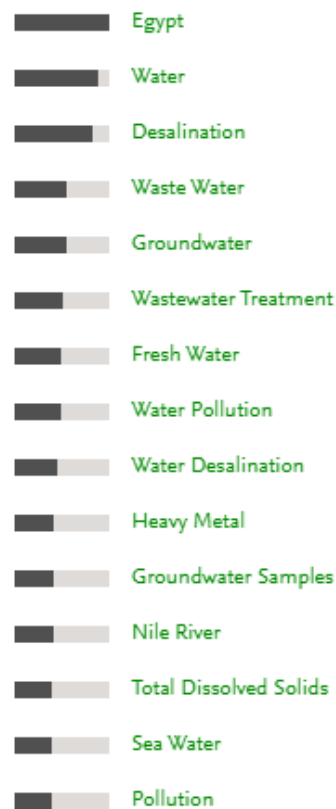 Egypt
Water
Desalination
Waste Water
Groundwater
Wastewater Treatment
Fresh Water
Water Pollution
Water Desalination
Heavy Metal
Groundwater Samples
Nile River
Total Dissolved Solids
Sea Water
Pollution